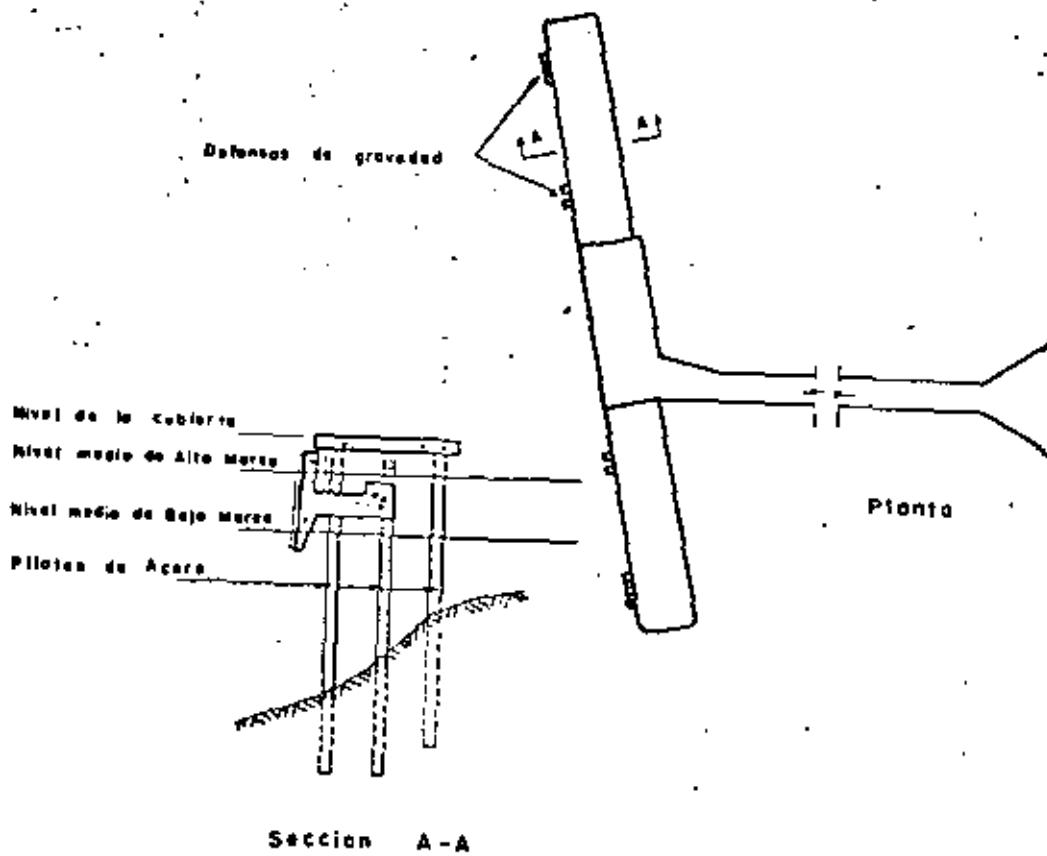 Defensas de gravedad
A
A
Nivel de la cubierta
Nivel medio de Alta Marea
Nivel medio de Baja Marea
Pilotes de Acero
Planta
Seccion A-A